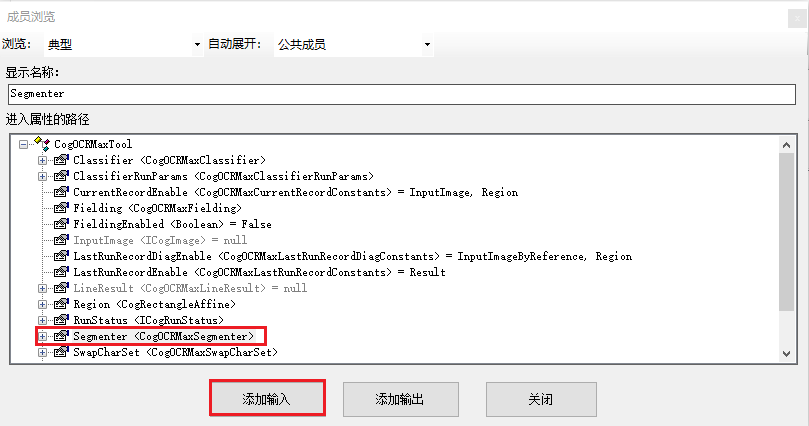 成员浏览
浏览： 典型 自动展开： 公共成员
显示名称：
Segmenter
进入属性的路径
CogOCRMaxTool
Classifier <CogOCRMaxClassifier>
ClassifierRunParams <CogOCRMaxClassifierRunParams>
CurrentRecordEnable <CogOCRMaxCurrentRecordConstants> = InputImage, Region
Fielding <CogOCRMaxFielding>
FieldingEnabled <Boolean> = False
InputImage <ICogImage> = null
LastRunRecordDiagEnable <CogOCRMaxLastRunRecordDiagConstants> = InputImageByReference, Region
LastRunRecordEnable <CogOCRMaxLastRunRecordConstants> = Result
LineResult <CogOCRMaxLineResult> = null
Region <CogRectangleAffine>
RunStatus <ICogRunStatus>
Segmenter <CogOCRMaxSegmenter>
SwapCharSet <CogOCRMaxSwapCharSet>
添加输入 添加输出 关闭